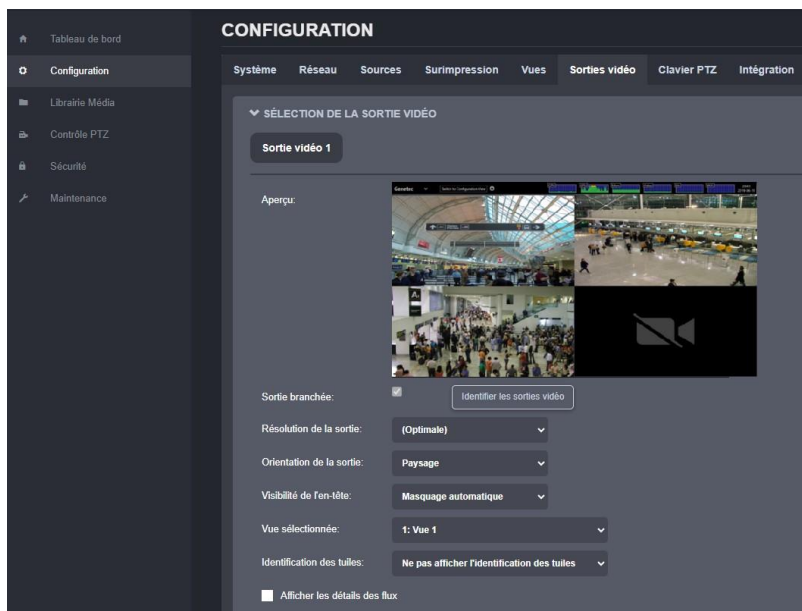 CONFIGURATION
Tableau de bord
Configuration
Librairie Média
Contrôle PTZ
Sécurité
Maintenance
Système Réseau Sources Surimpression Vues Sorties vidéo Clavier PTZ Intégration
SÉLECTION DE LA SORTIE VIDÉO
Sortie vidéo 1
Aperçu:
Genetec
Sortie branchée:
Identifier les sorties vidéo
Résolution de la sortie:
(Optimale)
Orientation de la sortie:
Paysage
Visibilité de l'en-tête:
Masquage automatique
Vue sélectionnée:
1: Vue 1
Identification des tuiles:
Ne pas afficher l'identification des tuiles
Afficher les détails des flux